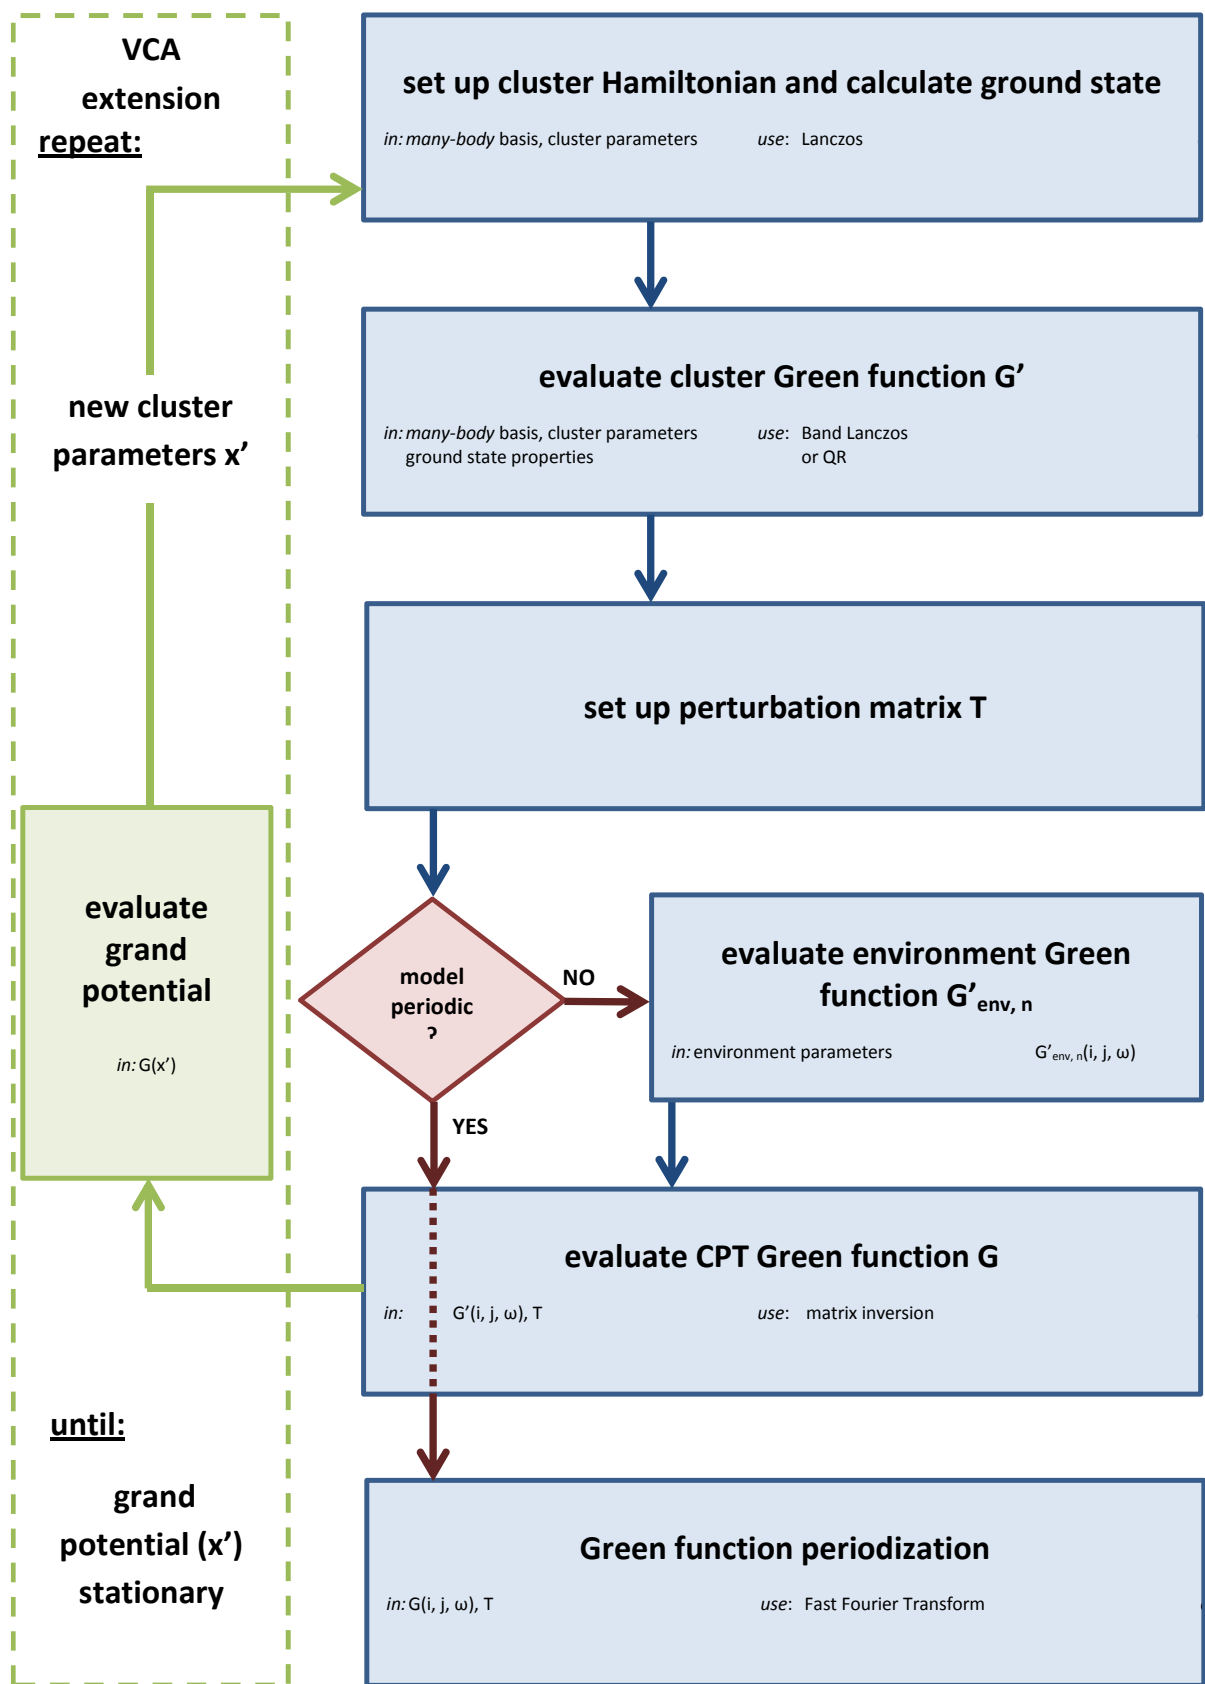 VCA
extension
repeat:
new cluster
parameters x’
evaluate
grand
potential
in: G(x’)
until:
grand
potential (x’)
stationary
set up cluster Hamiltonian and calculate ground state
in: many-body basis, cluster parameters use: Lanczos
evaluate cluster Green function G’
in: many-body basis, cluster parameters use: Band Lanczos
ground state properties or QR
set up perturbation matrix T
model
periodic
?
NO
YES
evaluate environment Green
function G’env, n
in: environment parameters G’env, n(i, j, ω)
evaluate CPT Green function G
in: G’(i, j, ω), T use: matrix inversion
Green function periodization
in: G(i, j, ω), T use: Fast Fourier Transform